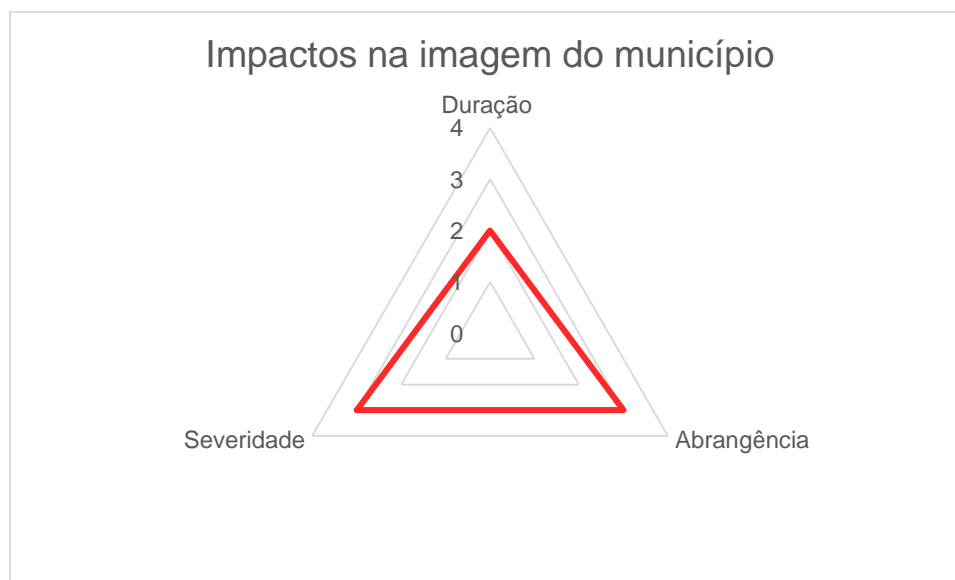 Impactos na imagem do município
Duração
4
3
2
1
0
Severidade
Abrangência